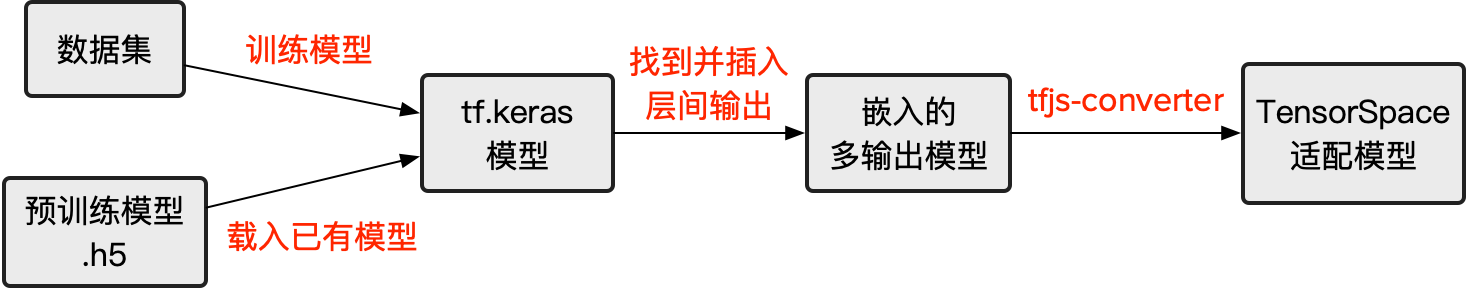 数据集
训练模型
预训练模型
.h5
载入已有模型
tf.keras
模型
找到并插入
层间输出
嵌入的
多输出模型
tfjs-converter
TensorSpace
适配模型